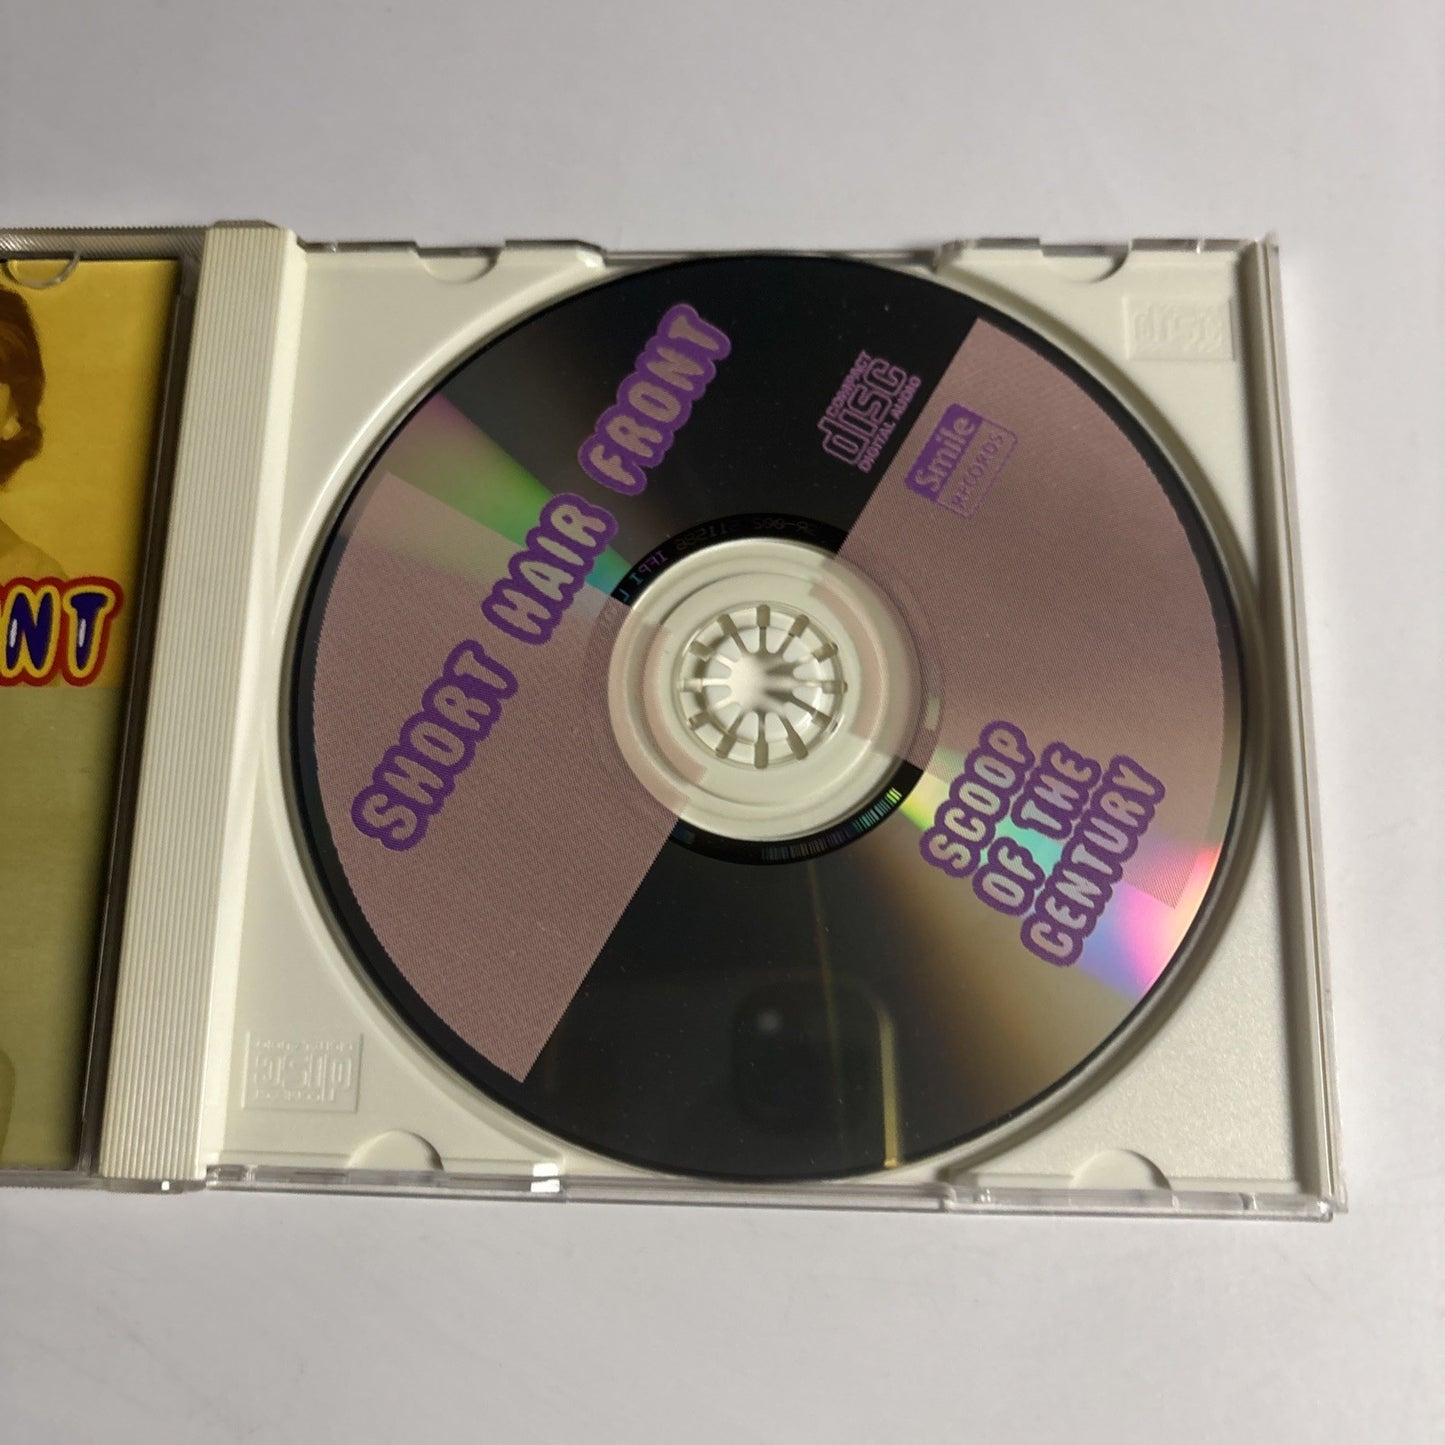 SHORT HAIR FRONT
COMPACT
disc
DIGITAL AUDIO
Smile
RECORDS
SCOOP
OF THE
CENTURY
NT